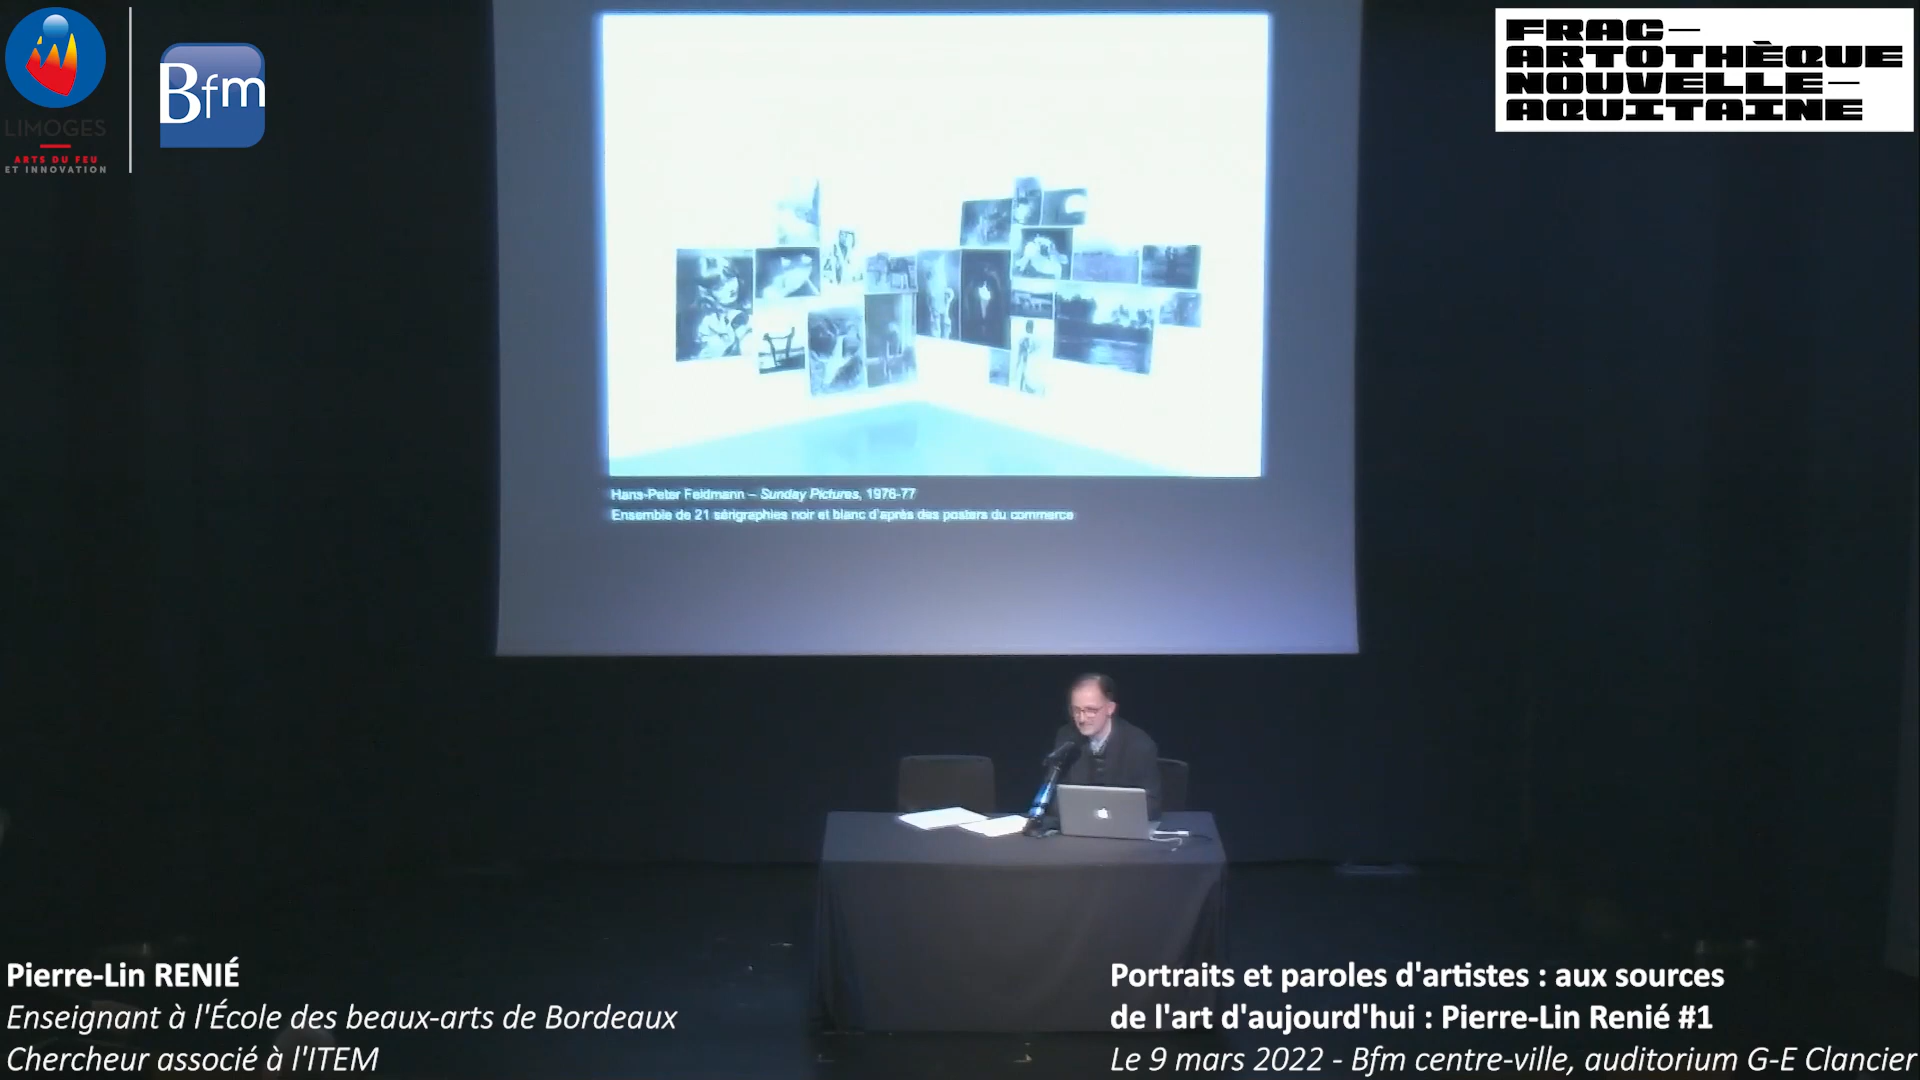 LIMOGES
ARTS DU FEU
ET INNOVATION
Bfm
FRAC—
ARTOTHÈQUE
NOUVELLE—
AQUITAINE
Hans-Peter Feldmann – Sunday Pictures, 1976-77
Ensemble de 21 sérigraphies noir et blanc d'après des posters du commerce
Pierre-Lin RENIÉ
Enseignant à l'École des beaux-arts de Bordeaux
Chercheur associé à l'ITEM
Portraits et paroles d'artistes : aux sources
de l'art d'aujourd'hui : Pierre-Lin Renié #1
Le 9 mars 2022 - Bfm centre-ville, auditorium G-E Clancier